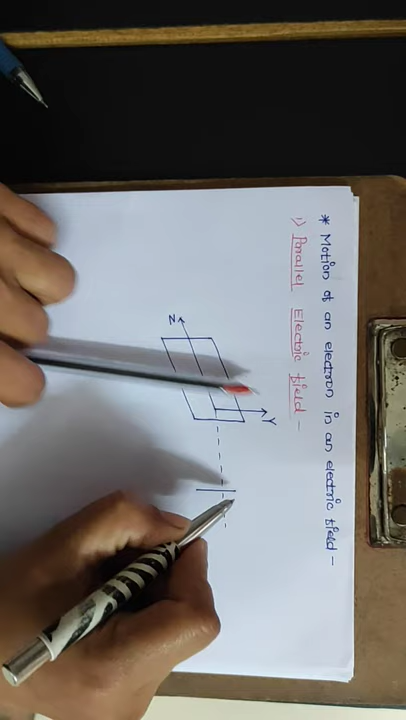 * Motion of an electron in an electric field -
i) Parallel Electric field -
Z
Y